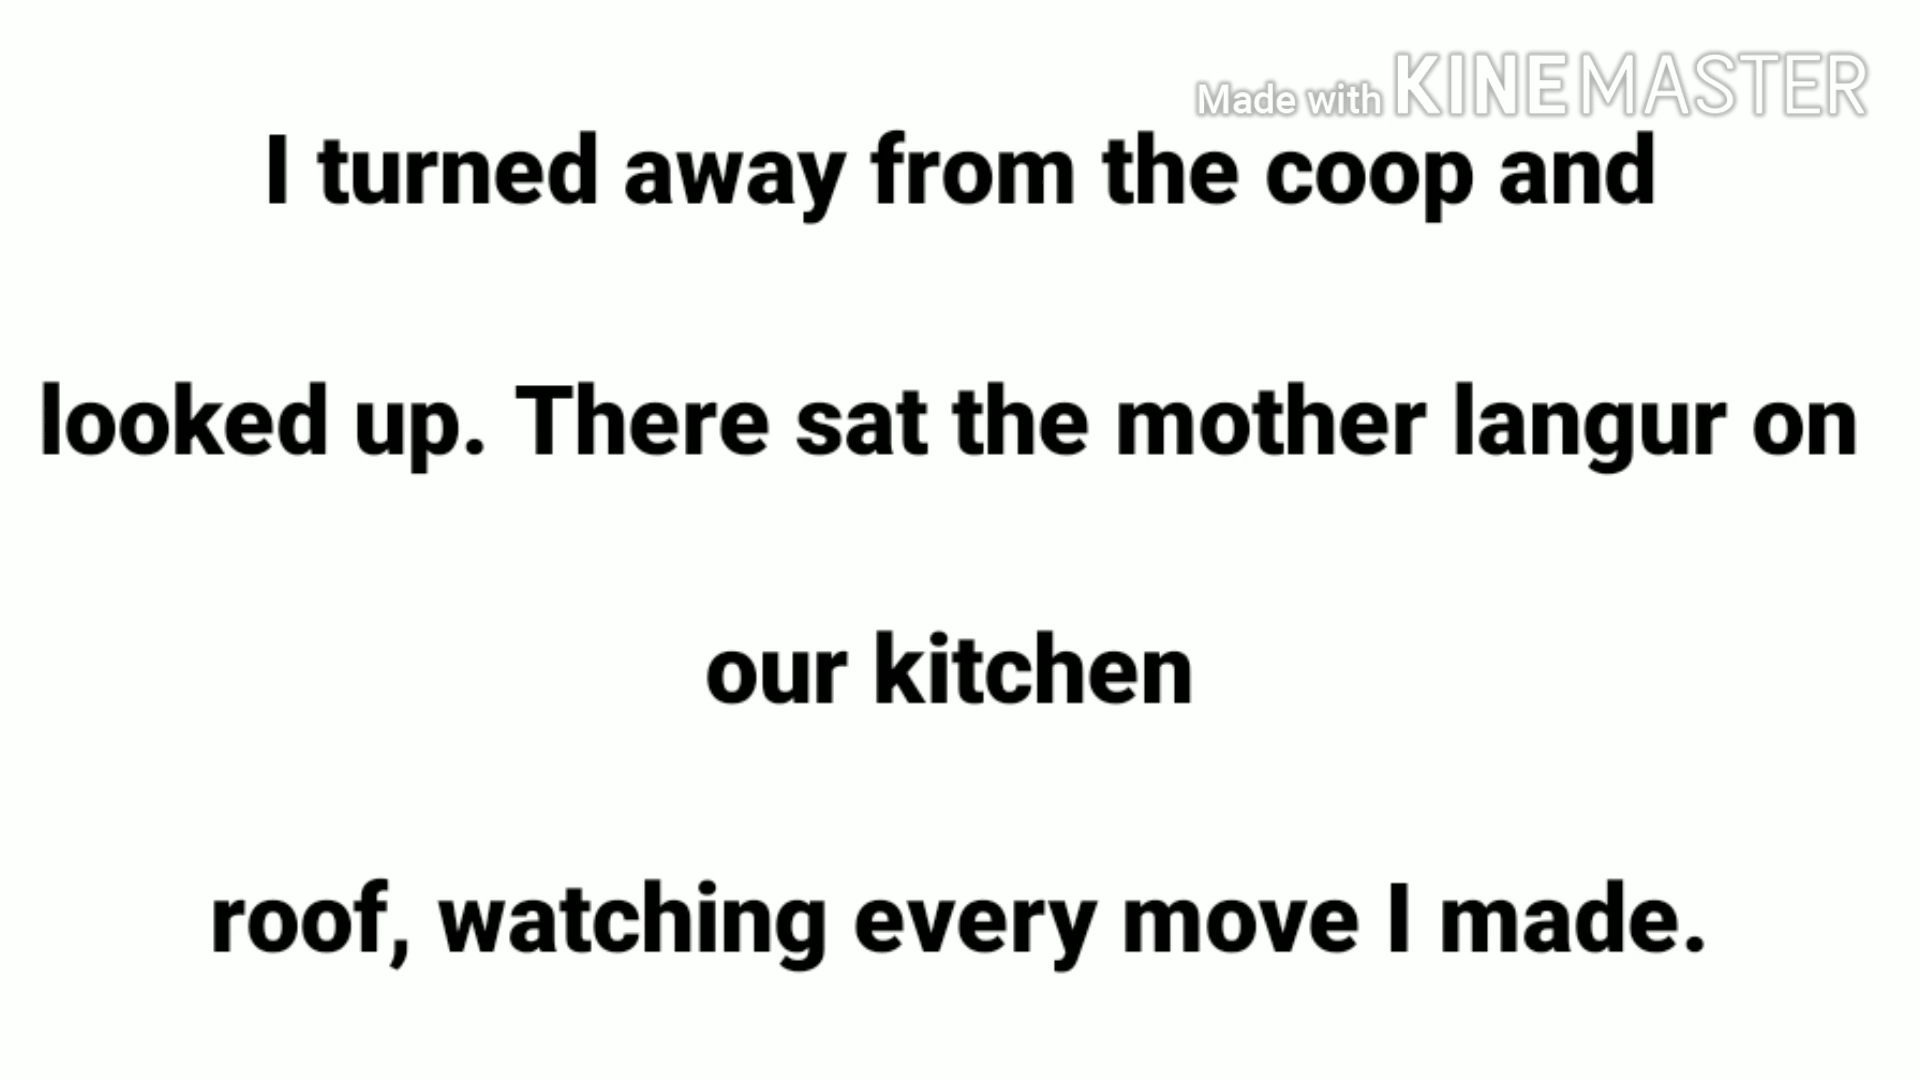 Made with KINEMASTER
I turned away from the coop and
looked up. There sat the mother langur on
our kitchen
roof, watching every move I made.